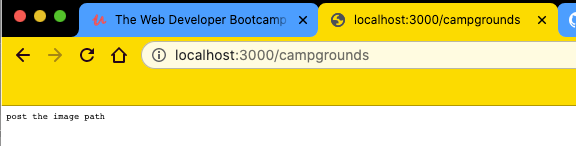 The Web Developer Bootcamp
localhost:3000/campgrounds
localhost:3000/campgrounds
post the image path